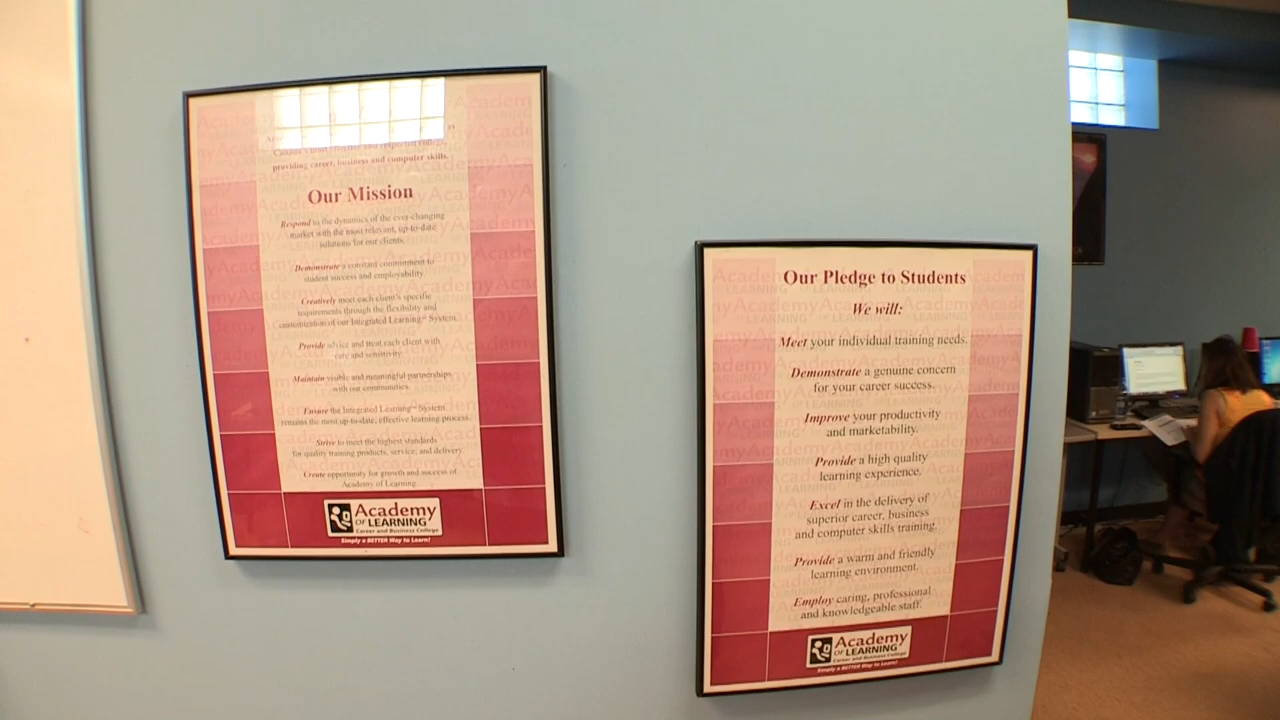 providing career, business and computer skills.
Our Mission
Respond to the dynamics of the ever-changing
market with the most relevant, up-to-date
solutions for our clients.
Demonstrate a constant commitment to
student success and employability.
Creatively meet each client's specific
requirements through the flexibility and
customization of our Integrated Learning™ System.
Provide advice and treat each client with
care and sensitivity.
Maintain visible and meaningful partnerships
with our communities.
Ensure the Integrated Learning™ System
remains the most up-to-date, effective learning process.
Strive to meet the highest standards
for quality training products, service, and delivery.
Create opportunity for growth and success of
Academy of Learning.
Academy
OF LEARNING
Career and Business College
Simply a BETTER Way to Learn!
Our Pledge to Students
We will:
Meet your individual training needs.
Demonstrate a genuine concern
for your career success.
Improve your productivity
and marketability.
Provide a high quality
learning experience.
Excel in the delivery of
superior career, business
and computer skills training.
Provide a warm and friendly
learning environment.
Employ caring, professional
and knowledgeable staff.
Academy
OF LEARNING
Career and Business College
Simply a BETTER Way to Learn!